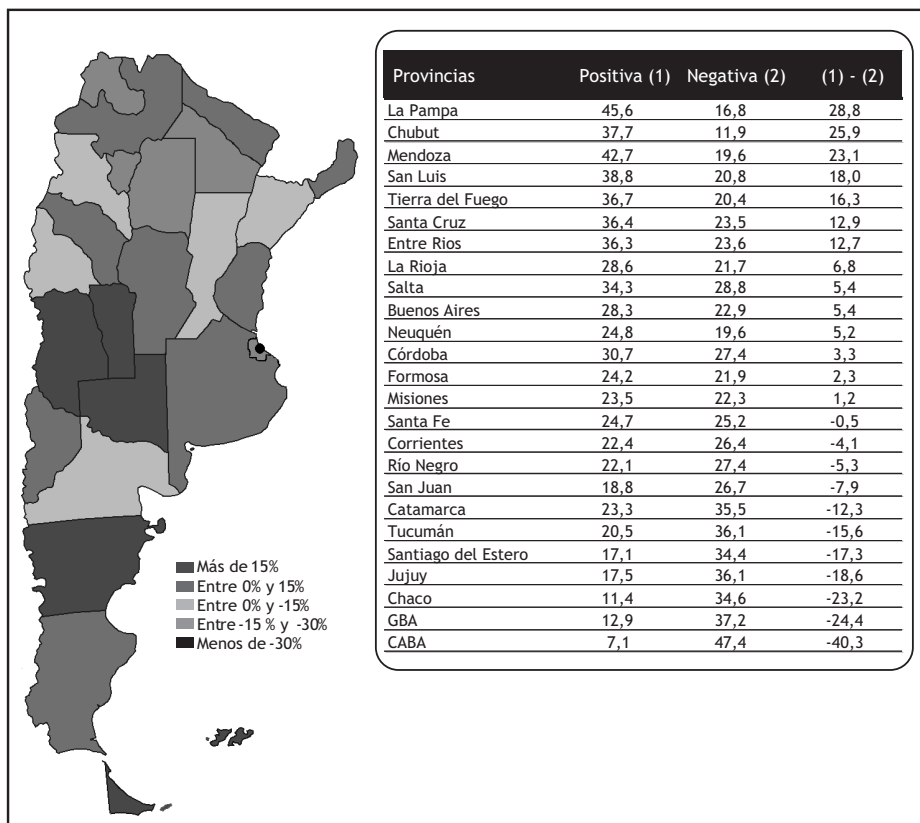 Provincias Positiva (1) Negativa (2) (1) - (2)
La Pampa 45,6 16,8 28,8
Chubut 37,7 11,9 25,9
Mendoza 42,7 19,6 23,1
San Luis 38,8 20,8 18,0
Tierra del Fuego 36,7 20,4 16,3
Santa Cruz 36,4 23,5 12,9
Entre Rios 36,3 23,6 12,7
La Rioja 28,6 21,7 6,8
Salta 34,3 28,8 5,4
Buenos Aires 28,3 22,9 5,4
Neuquén 24,8 19,6 5,2
Córdoba 30,7 27,4 3,3
Formosa 24,2 21,9 2,3
Misiones 23,5 22,3 1,2
Santa Fe 24,7 25,2 -0,5
Corrientes 22,4 26,4 -4,1
Río Negro 22,1 27,4 -5,3
San Juan 18,8 26,7 -7,9
Catamarca 23,3 35,5 -12,3
Tucumán 20,5 36,1 -15,6
Santiago del Estero 17,1 34,4 -17,3
Jujuy 17,5 36,1 -18,6
Chaco 11,4 34,6 -23,2
GBA 12,9 37,2 -24,4
CABA 7,1 47,4 -40,3
Más de 15%
Entre 0% y 15%
Entre 0% y -15%
Entre -15 % y -30%
Menos de -30%